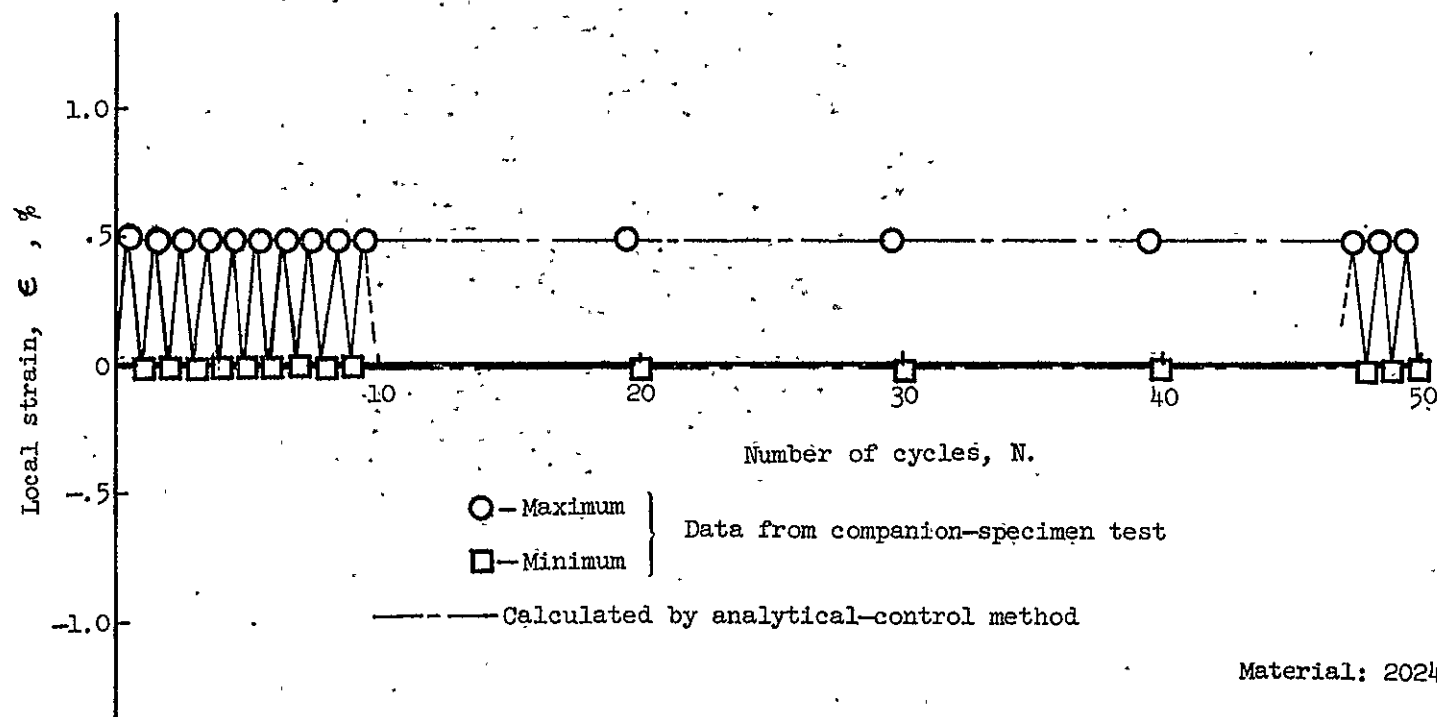 1.0
.5
0
-.5
-1.0
Local strain, ϵ , %
10
20
30
40
50
Number of cycles, N.
O - Maximum
□ - Minimum
Data from companion-specimen test
Calculated by analytical-control method
Material: 2024